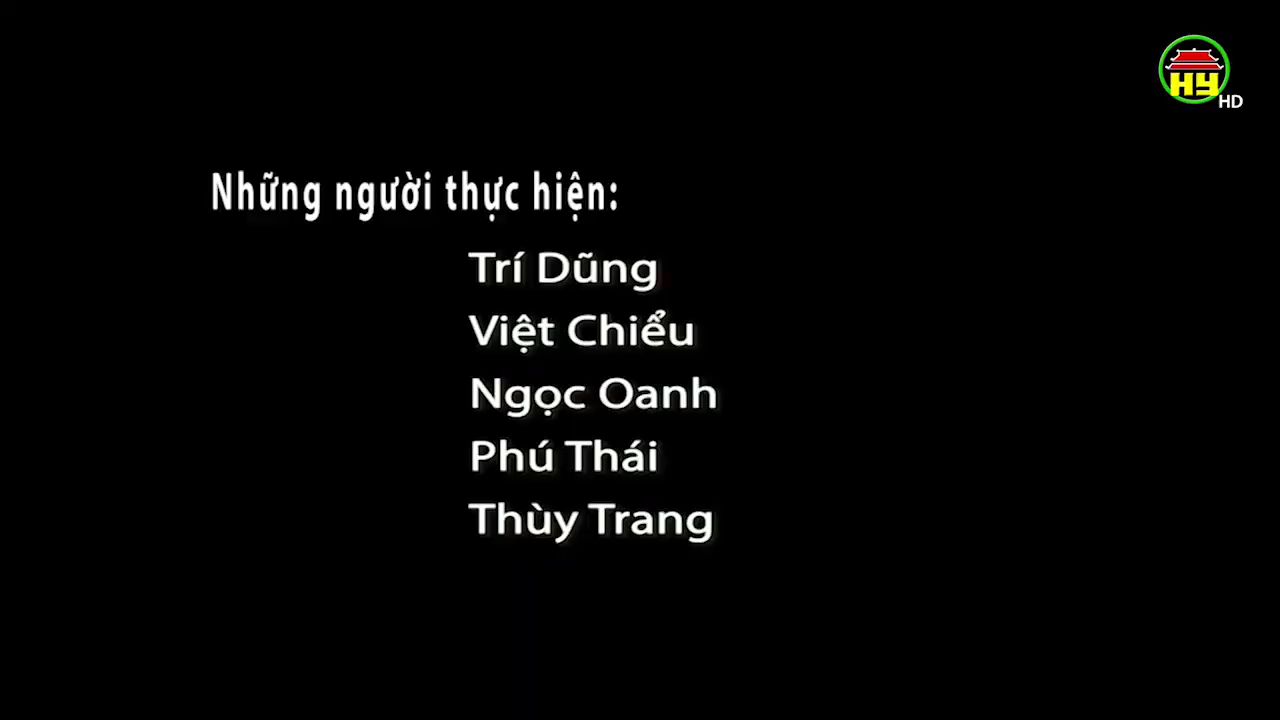 HY
HD
Những người thực hiện:
Trí Dũng
Việt Chiểu
Ngọc Oanh
Phú Thái
Thùy Trang